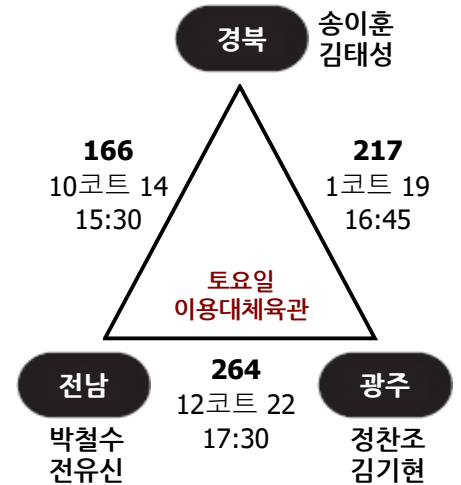 경북
송이훈
김태성
166
10코트 14
15:30
217
1코트 19
16:45
토요일
이용대체육관
전남
박철수
전유신
264
12코트 22
17:30
광주
정찬조
김기현